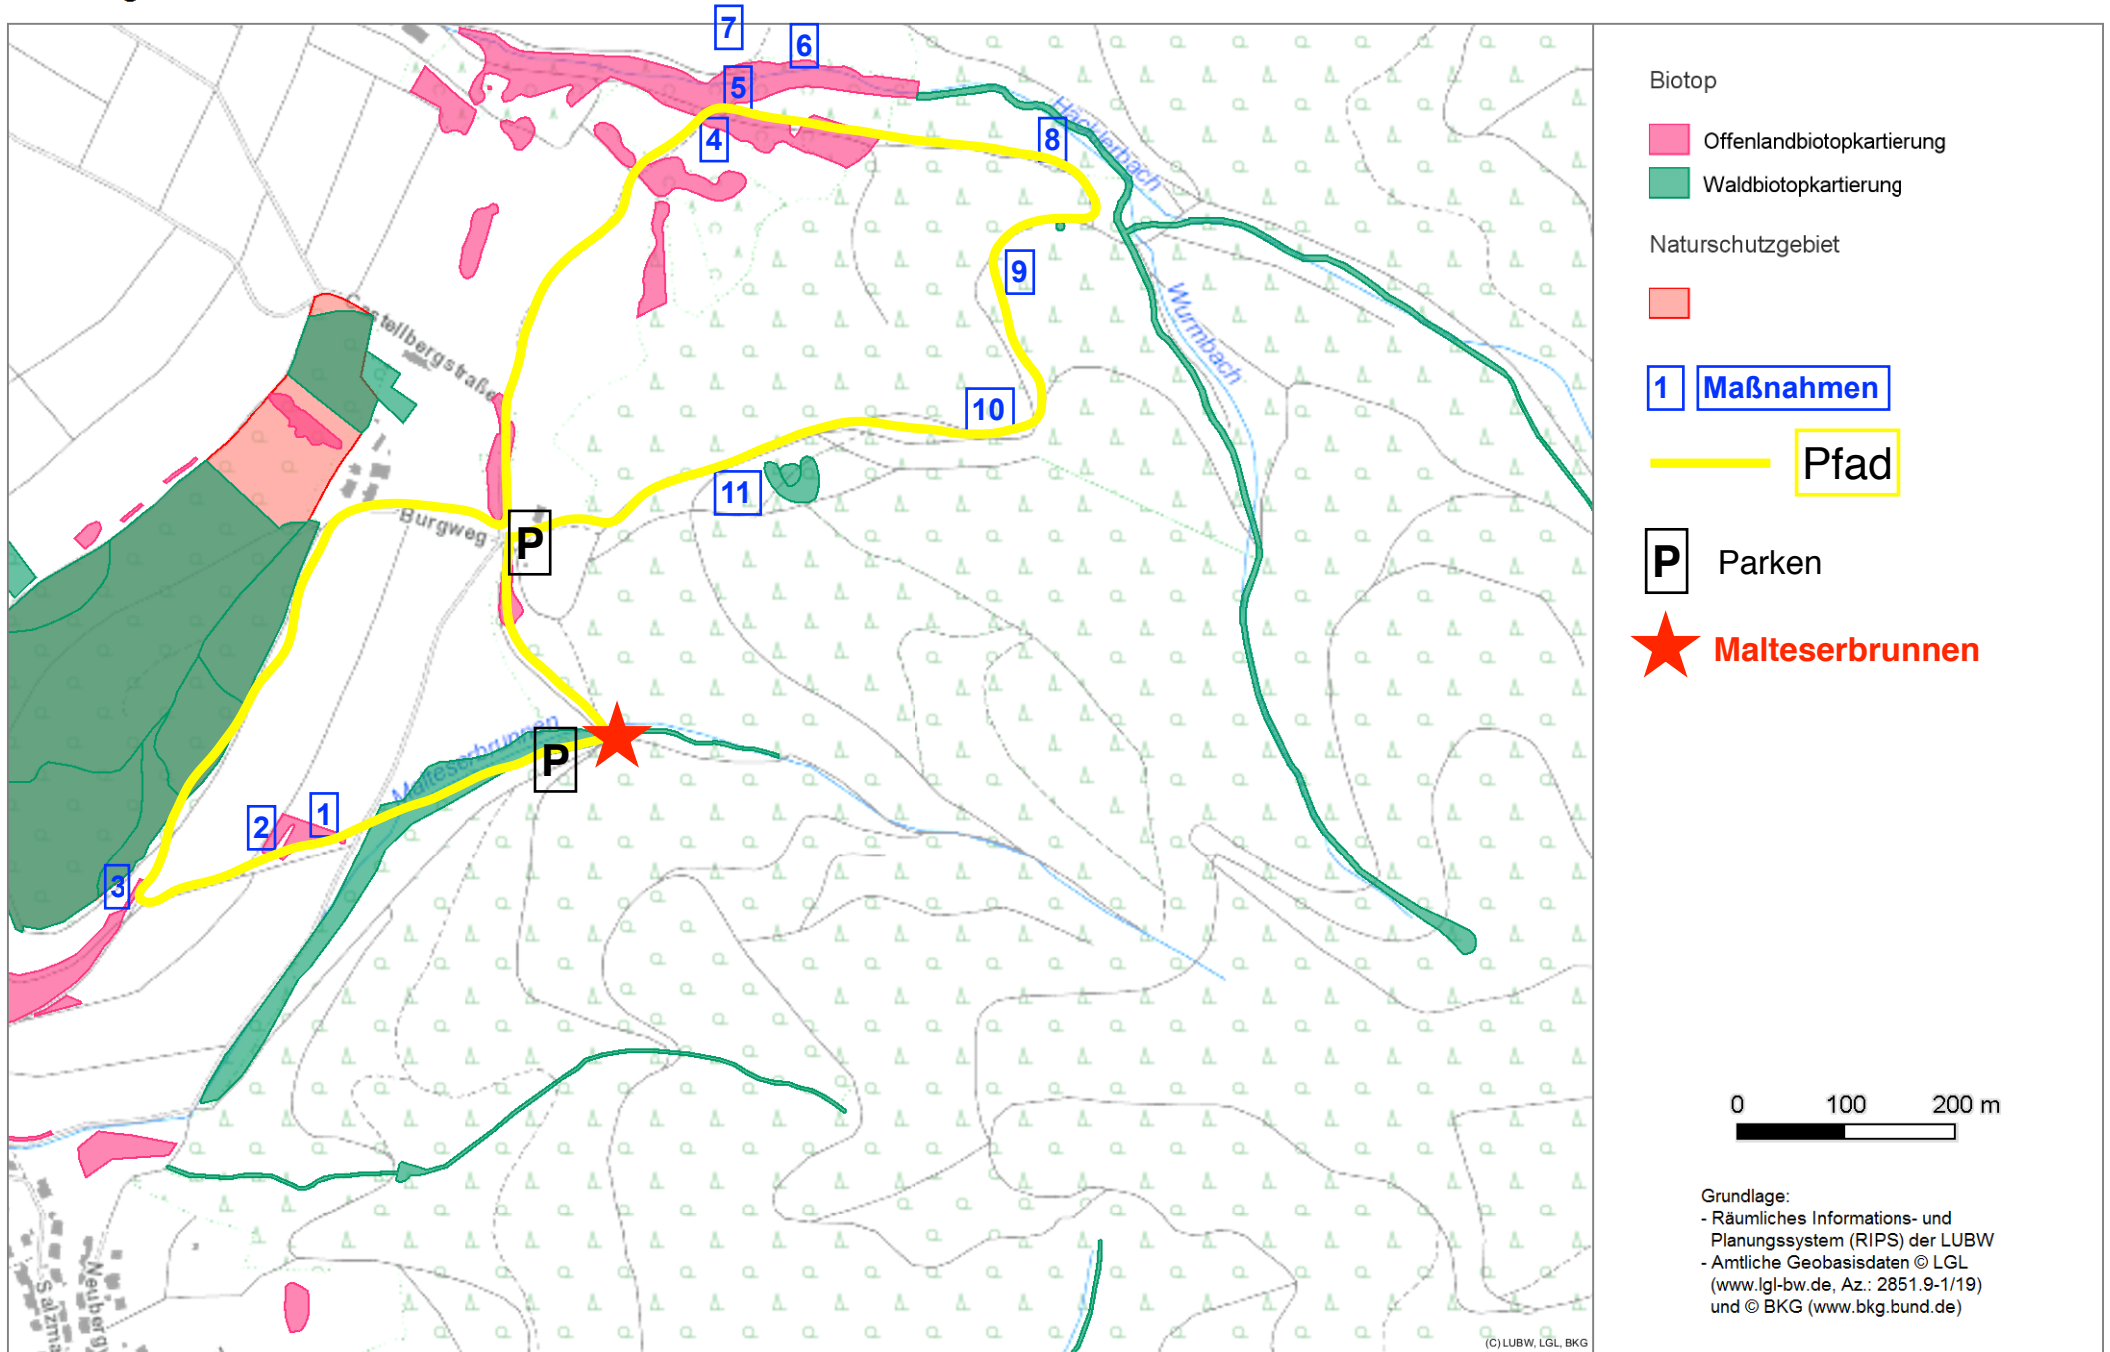 7
6
5
4
8
Häcklerbach
9
Wurmbach
Castellbergstraße
10
11
Burgweg
P
Malteserbrunnen
P
1
2
3
Neuberg
Salzma
(C) LUBW, LGL, BKG
Biotop
Offenlandbiotopkartierung
Waldbiotopkartierung
Naturschutzgebiet
1 Maßnahmen
Pfad
P Parken
Malteserbrunnen
0 100 200 m
Grundlage:
- Räumliches Informations- und
Planungssystem (RIPS) der LUBW
- Amtliche Geobasisdaten © LGL
(www.lgl-bw.de, Az.: 2851.9-1/19)
und © BKG (www.bkg.bund.de)